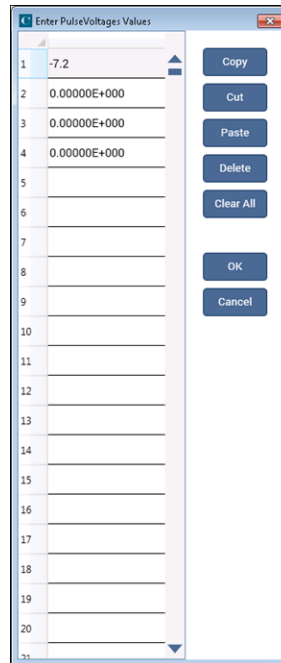 C Enter PulseVoltages Values
1 -7.2
2 0.00000E+000
3 0.00000E+000
4 0.00000E+000
5
6
7
8
9
10
11
12
13
14
15
16
17
18
19
20
21
Copy
Cut
Paste
Delete
Clear All
OK
Cancel